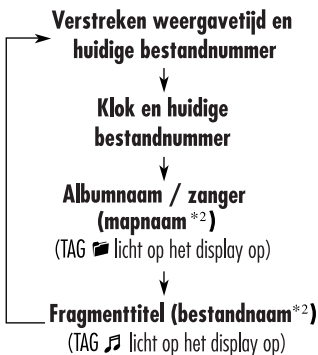 Verstreken weergavetijd en
huidige bestandnummer
Klok en huidige
bestandnummer
Albumnaam / zanger
(mapnaam *2)
(TAG 📁 licht op het display op)
Fragmenttitel (bestandnaam*2)
(TAG 🎵 licht op het display op)